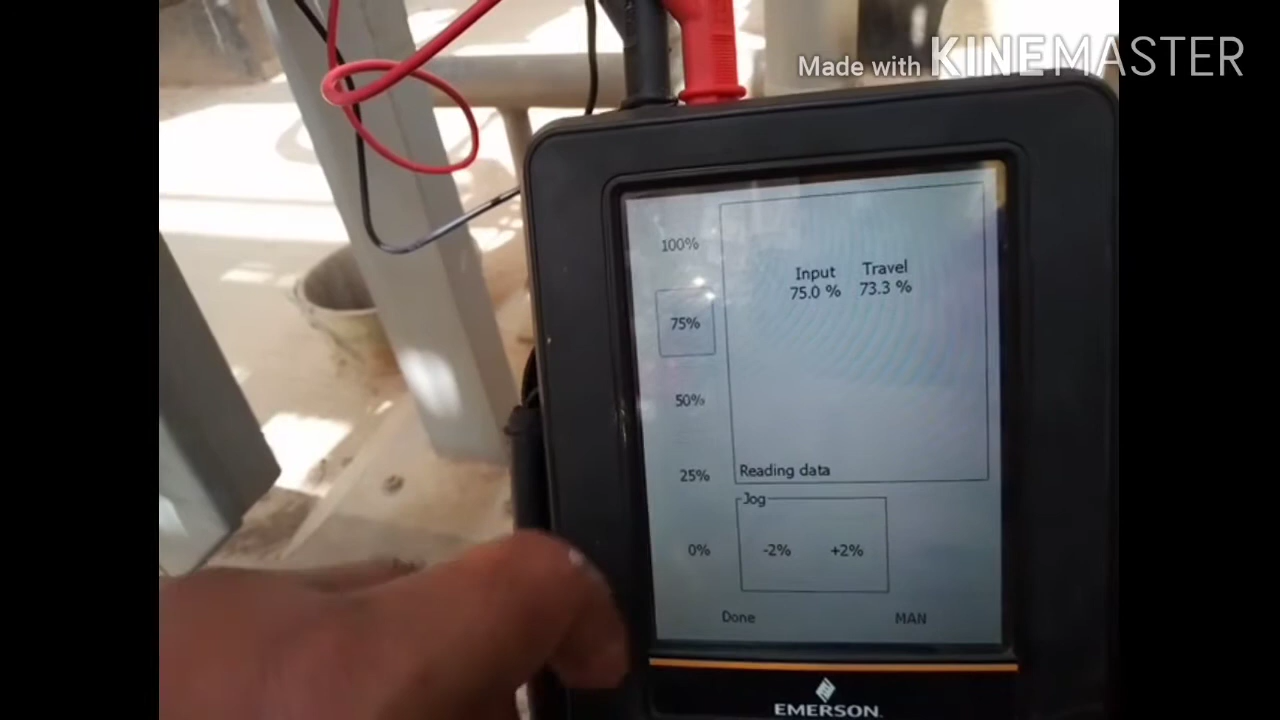 Made with KINEMASTER
100%
Input Travel
75.0 % 73.3 %
75%
50%
25%
Reading data
Jog
0%
-2% +2%
Done MAN
EMERSON